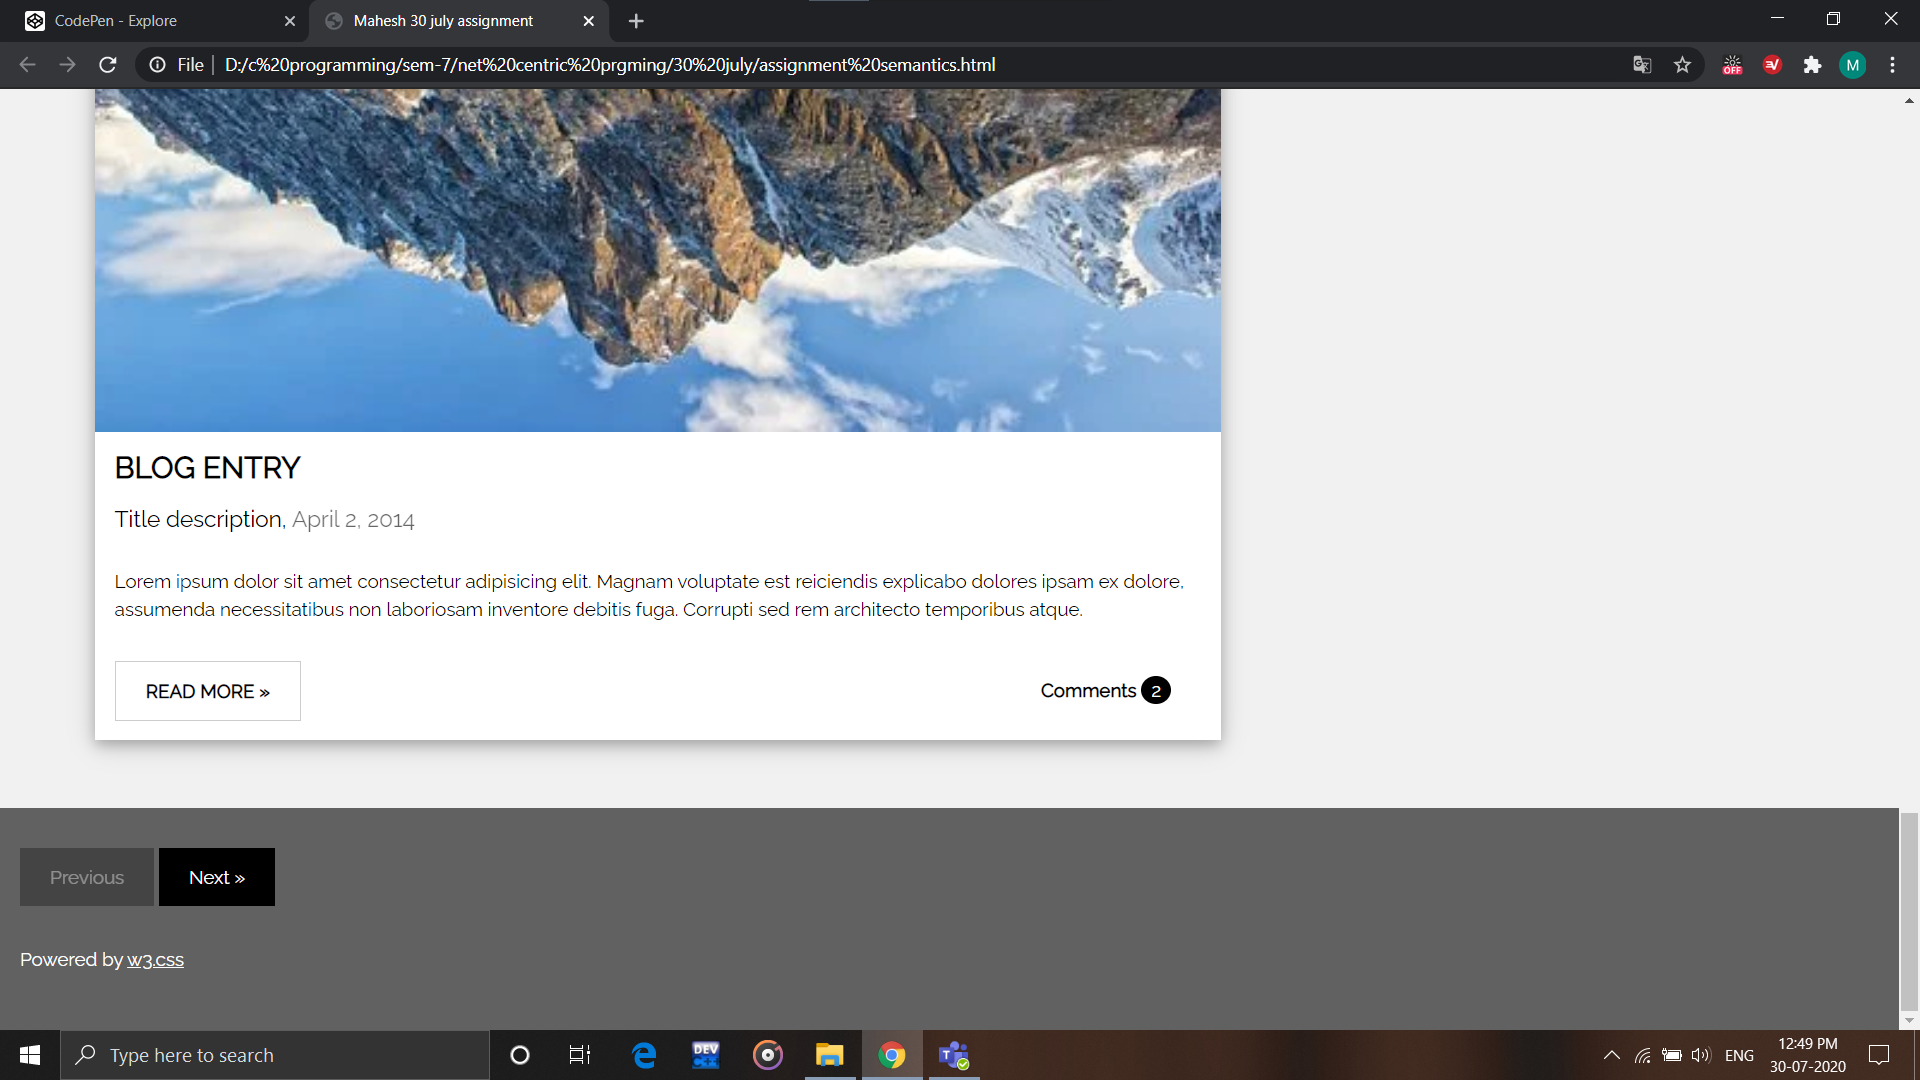 CodePen - Explore
Mahesh 30 july assignment
File
D:/c%20programming/sem-7/net%20centric%20prgming/30%20july/assignment%20semantics.html
OFF
M
BLOG ENTRY
Title description, April 2, 2014
Lorem ipsum dolor sit amet consectetur adipisicing elit. Magnam voluptate est reiciendis explicabo dolores ipsam ex dolore,
assumenda necessitatibus non laboriosam inventore debitis fuga. Corrupti sed rem architecto temporibus atque.
READ MORE »
Comments 2
Previous
Next »
Powered by w3.css
Type here to search
DEV
C++
T
ENG
12:49 PM
30-07-2020